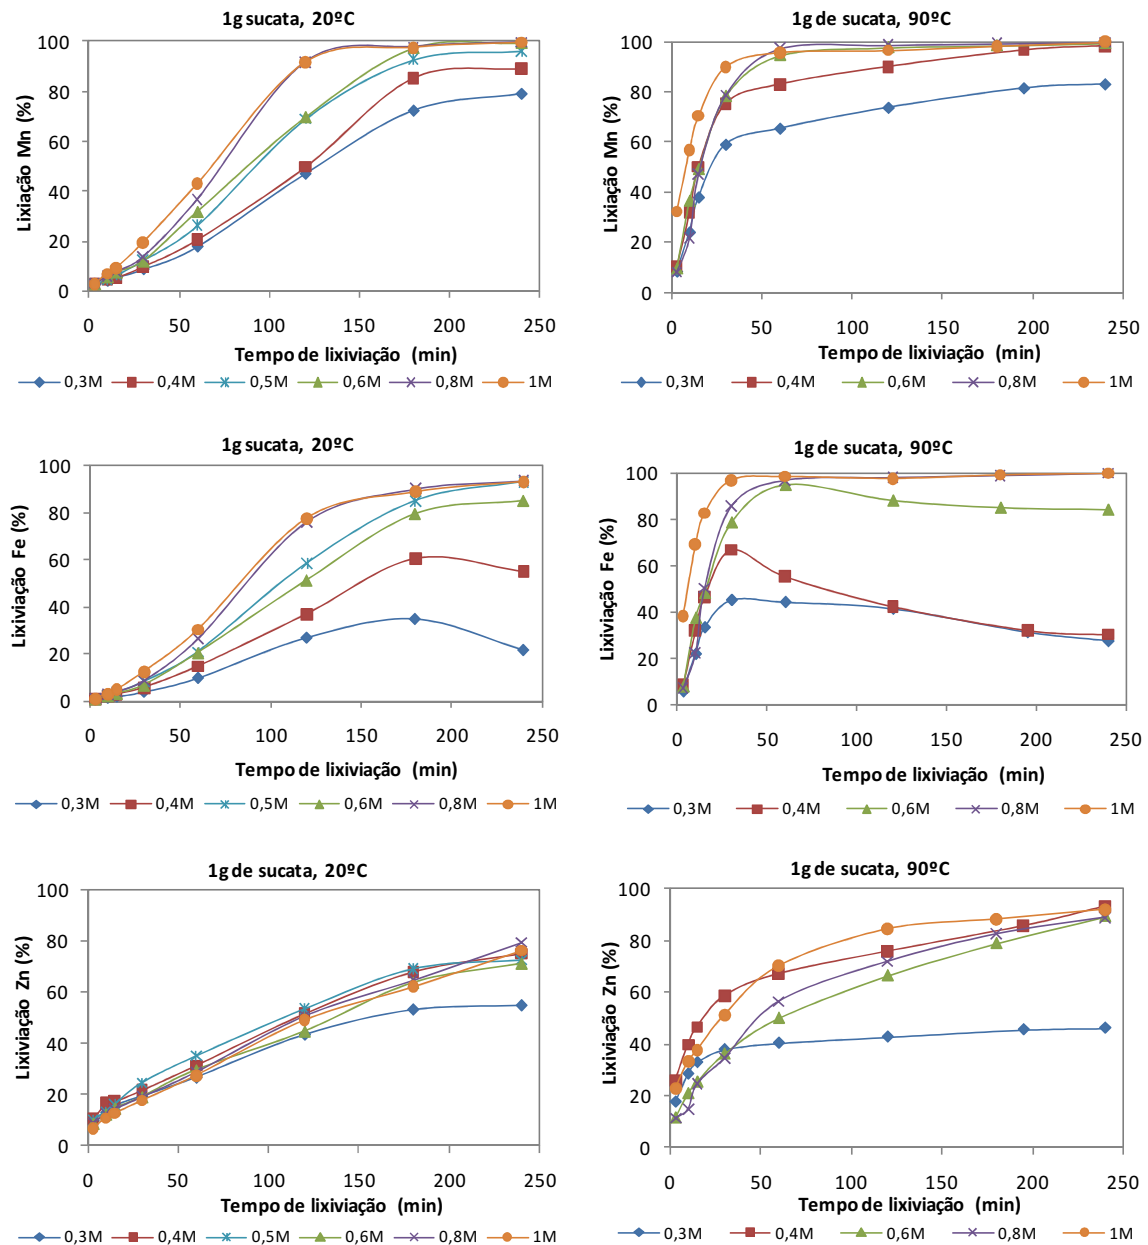 1g sucata, 20ºC
Lixiação Mn (%)
100
80
60
40
20
0
0 50 100 150 200 250
Tempo de lixiviação (min)
0,3M 0,4M 0,5M 0,6M 0,8M 1M
1g de sucata, 90ºC
Lixiação Mn (%)
100
80
60
40
20
0
0 50 100 150 200 250
Tempo de lixiviação (min)
0,3M 0,4M 0,6M 0,8M 1M
1g sucata, 20ºC
Lixiviação Fe (%)
100
80
60
40
20
0
0 50 100 150 200 250
Tempo de lixiviação (min)
0,3M 0,4M 0,5M 0,6M 0,8M 1M
1g de sucata, 90ºC
Lixiviação Fe (%)
100
80
60
40
20
0
0 50 100 150 200 250
Tempo de lixiviação (min)
0,3M 0,4M 0,6M 0,8M 1M
1g de sucata, 20ºC
Lixiviação Zn (%)
100
80
60
40
20
0
0 50 100 150 200 250
Tempo de lixiviação (min)
0,3M 0,4M 0,5M 0,6M 0,8M 1M
1g de sucata, 90ºC
Lixiviação Zn (%)
100
80
60
40
20
0
0 50 100 150 200 250
Tempo de lixiviação (min)
0,3M 0,4M 0,6M 0,8M 1M